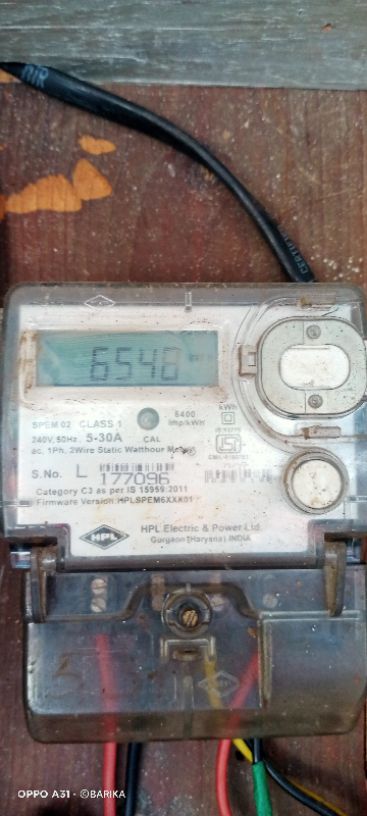 6540
SPEM 02 CLASS 1
240V, 50Hz. 5-30A CAL
6400
imp/kWh
kWh
ac, 1Ph, 2Wire Static Watthour
S.No. L 177096
Category C3 as per IS 15959:2011
Firmware Version: HPLSPEM6XXK01
HPL
HPL Electric & Power Ltd.
Gurgaon (Haryana) INDIA
OPPO A31 · ©BARIKA